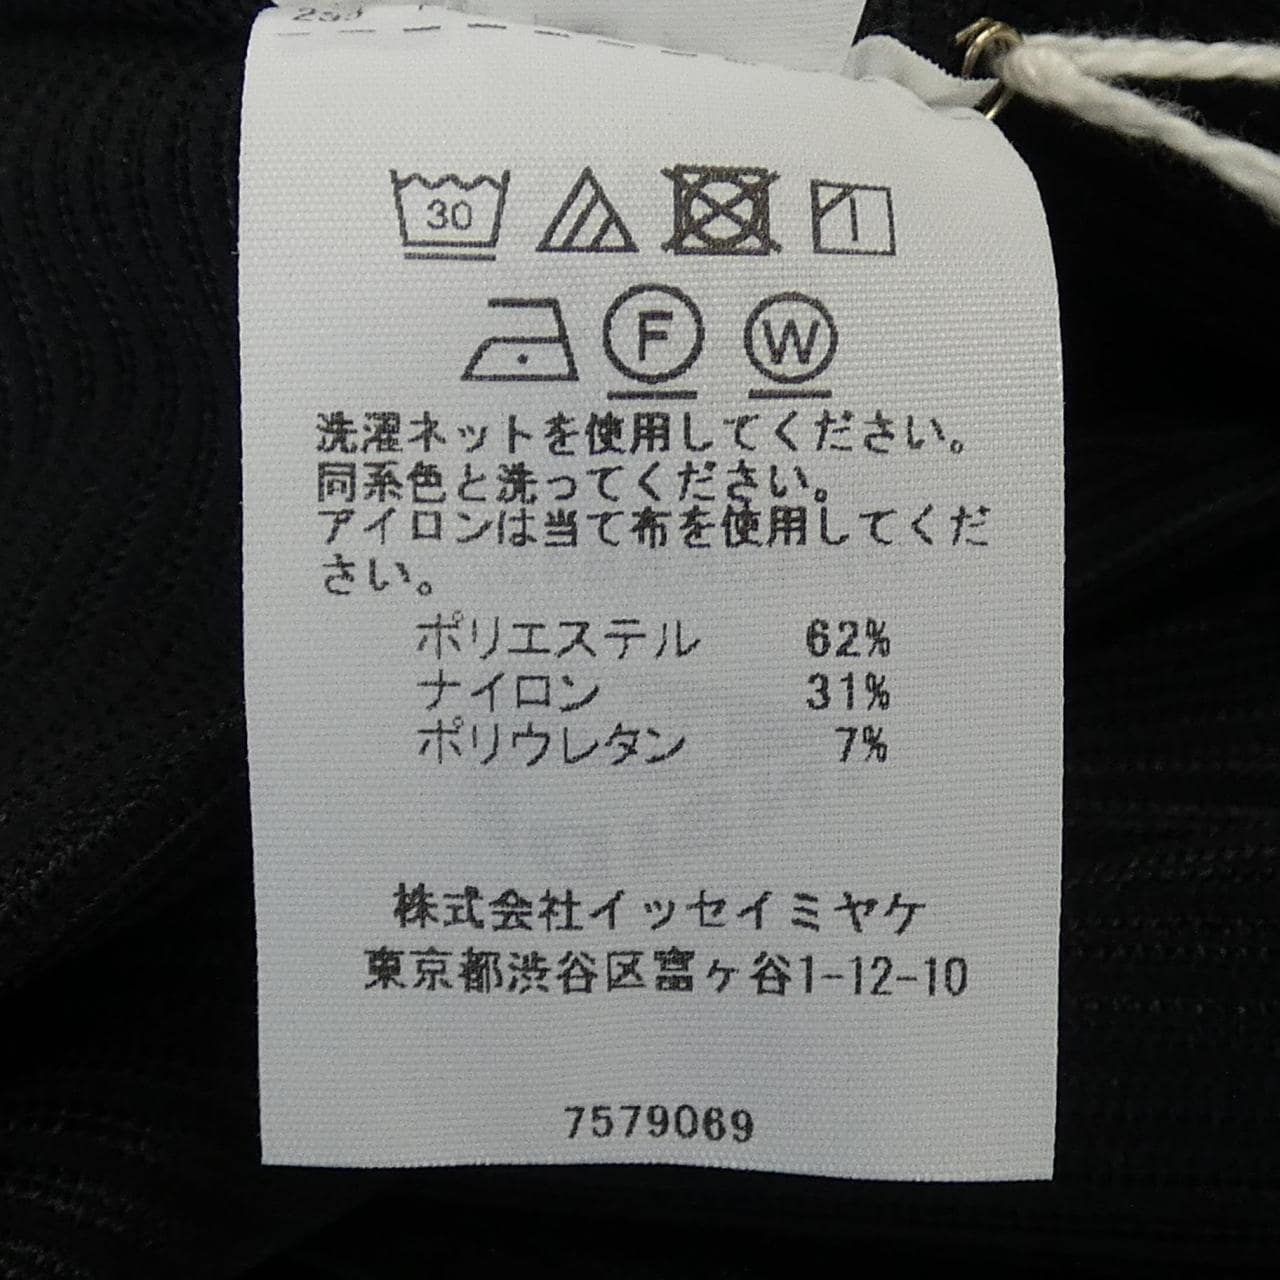 30
F W
洗濯ネットを使用してください。
同系色と洗ってください。
アイロンは当て布を使用してくだ
さい。
ポリエステル 62%
ナイロン 31%
ポリウレタン 7%
株式会社イッセイミヤケ
東京都渋谷区富ヶ谷1-12-10
7579069